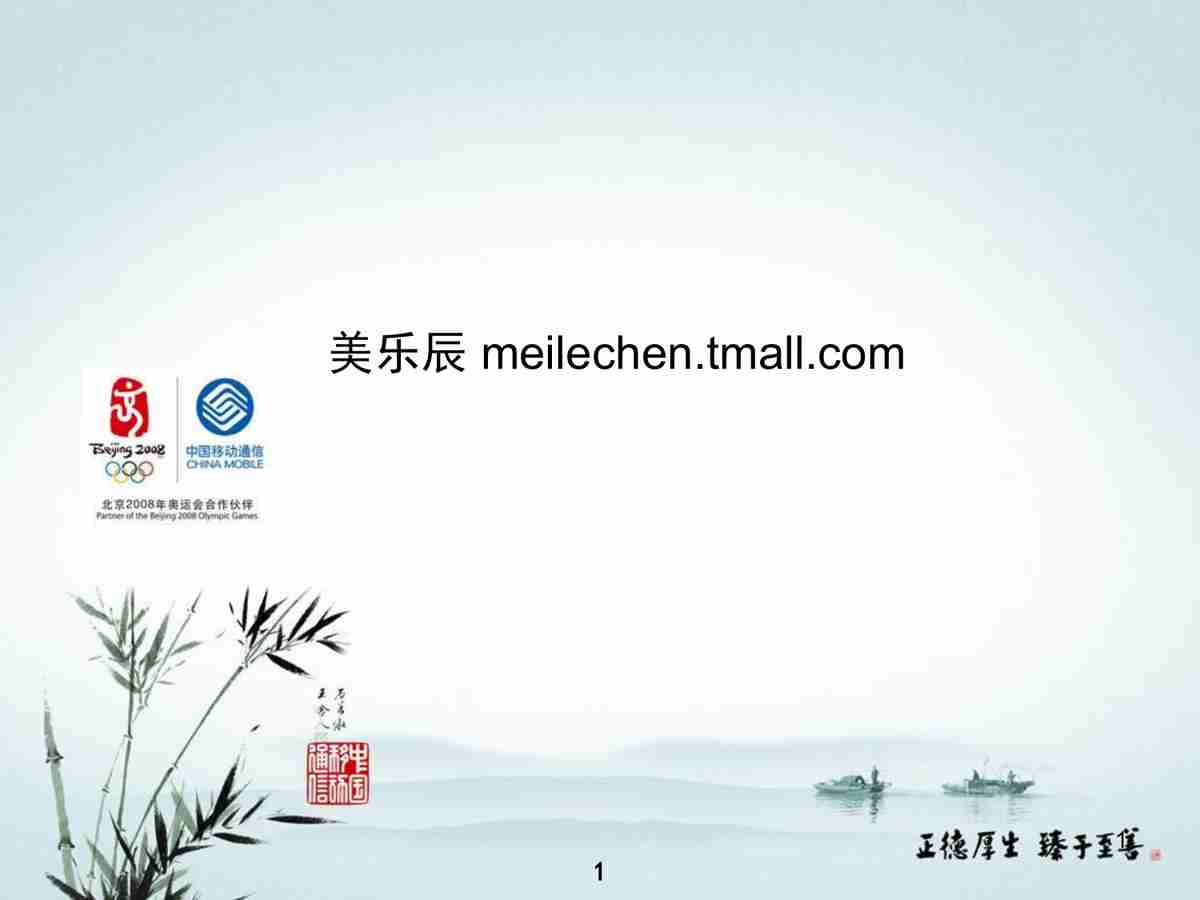 美乐辰 meilechen.tmall.com
Beijing 2008
中国移动通信
CHINA MOBILE
北京2008年奥运会合作伙伴
Partner of the Beijing 2008 Olympic Games
中国移动通信
正德厚生 臻于至善
1